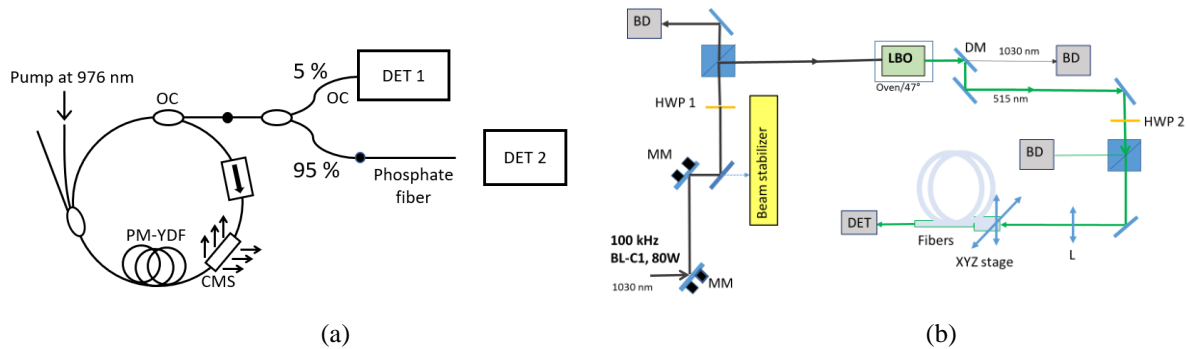 Pump at 976 nm
OC
5 %
OC
DET 1
95 %
Phosphate
fiber
DET 2
PM-YDF
CMS
(a)
b)
BD
HWP 1
MM
Beam stabilizer
100 kHz
BL-C1, 80W
1030 nm
MM
LBO
Oven/47°
DM
1030 nm
BD
515 nm
HWP 2
BD
DET
Fibers
XYZ stage
L
(b)